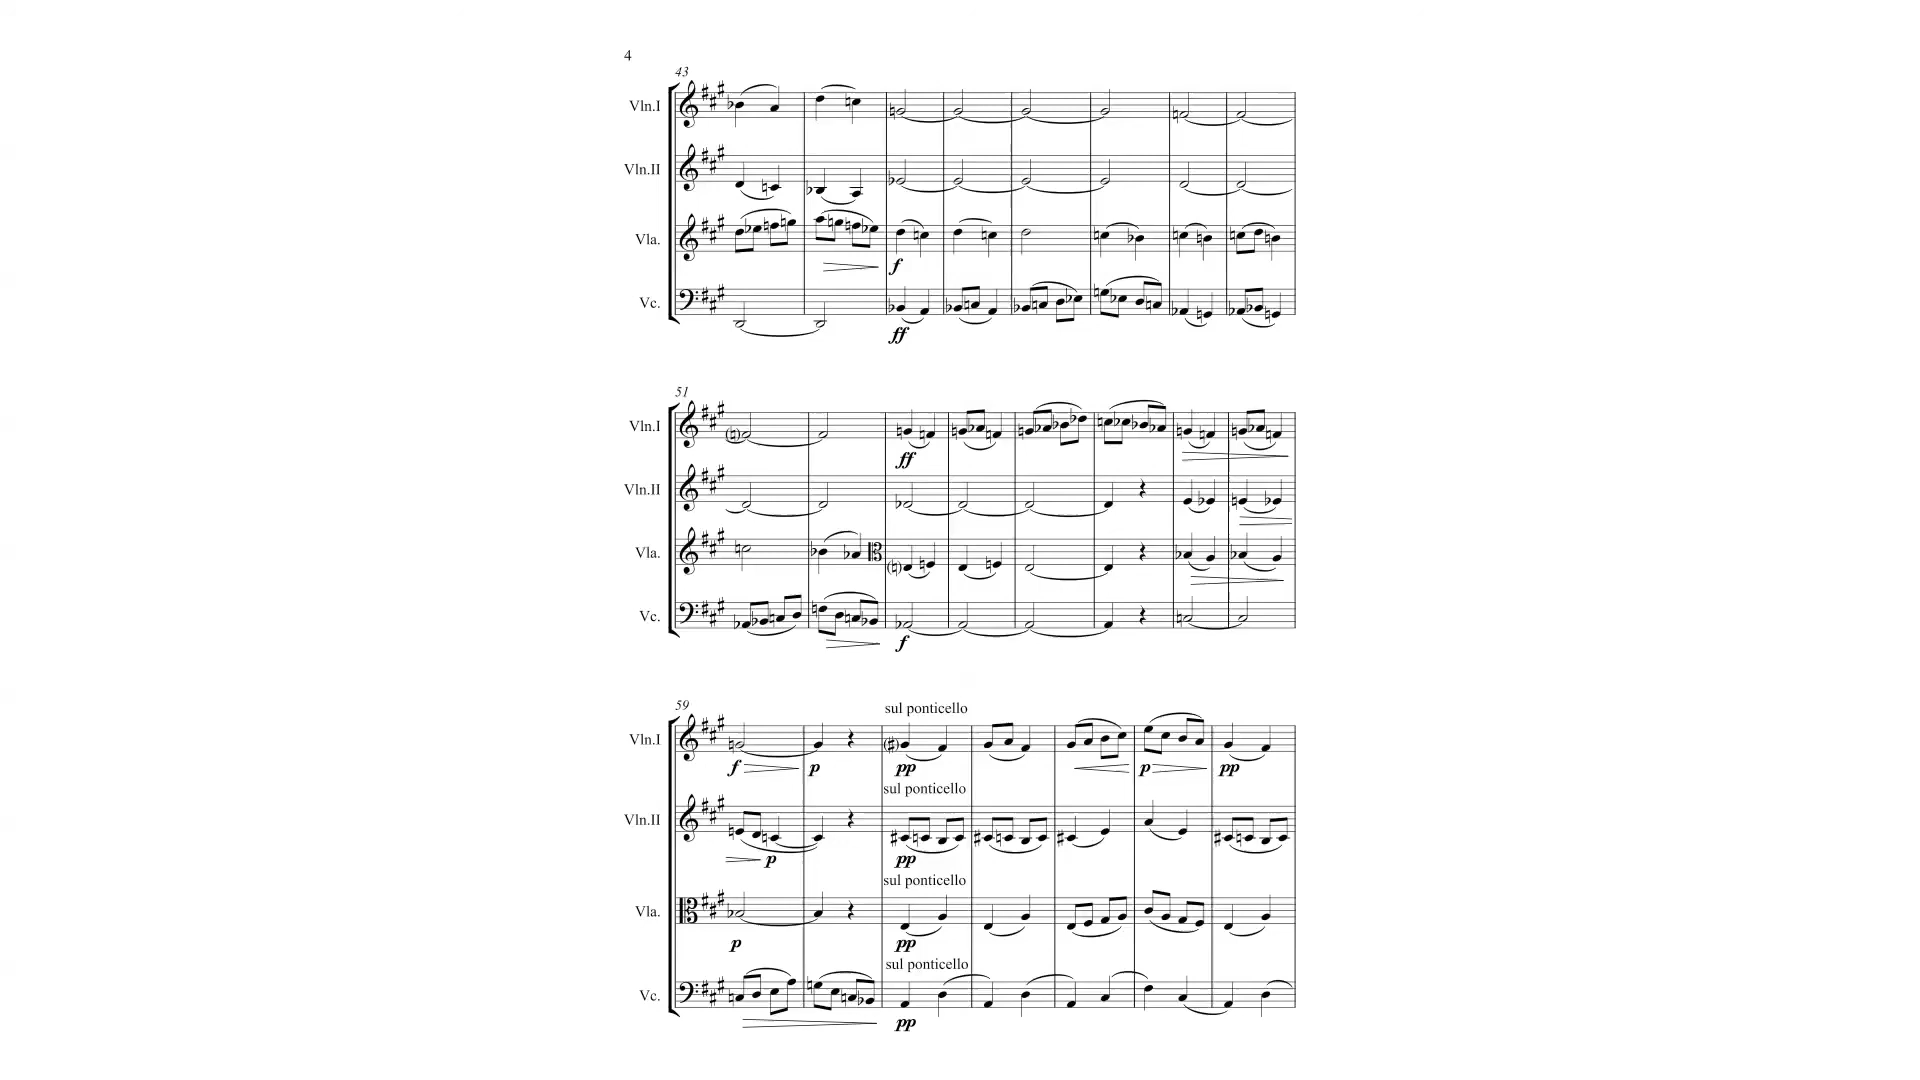 4
43
Vln.I
Vln.II
Vla.
f
Vc.
ff
51
Vln.I
ff
Vln.II
Vla.
Vc.
f
59
sul ponticello
Vln.I
f p pp p pp
sul ponticello
Vln.II
p pp
sul ponticello
Vla.
p pp
sul ponticello
Vc.
pp